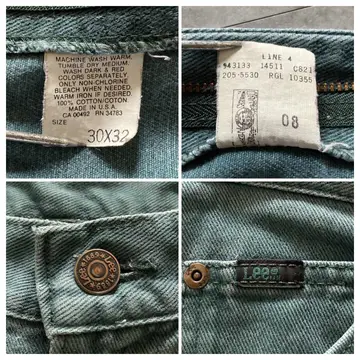 MACHINE WASH WARM,
TUMBLE DRY MEDIUM.
WASH DARK & RED
COLORS SEPARATELY.
ONLY NON-CHLORINE
BLEACH WHEN NEEDED.
WARM IRON IF DESIRED.
100% COTTON/COTON
MADE IN U.S.A.
CA 00492 RN 34783
SIZE
30X32
LINE 4
943133 14511 C821
205-5530 RGL 10355
08
1889 Lee
Lee